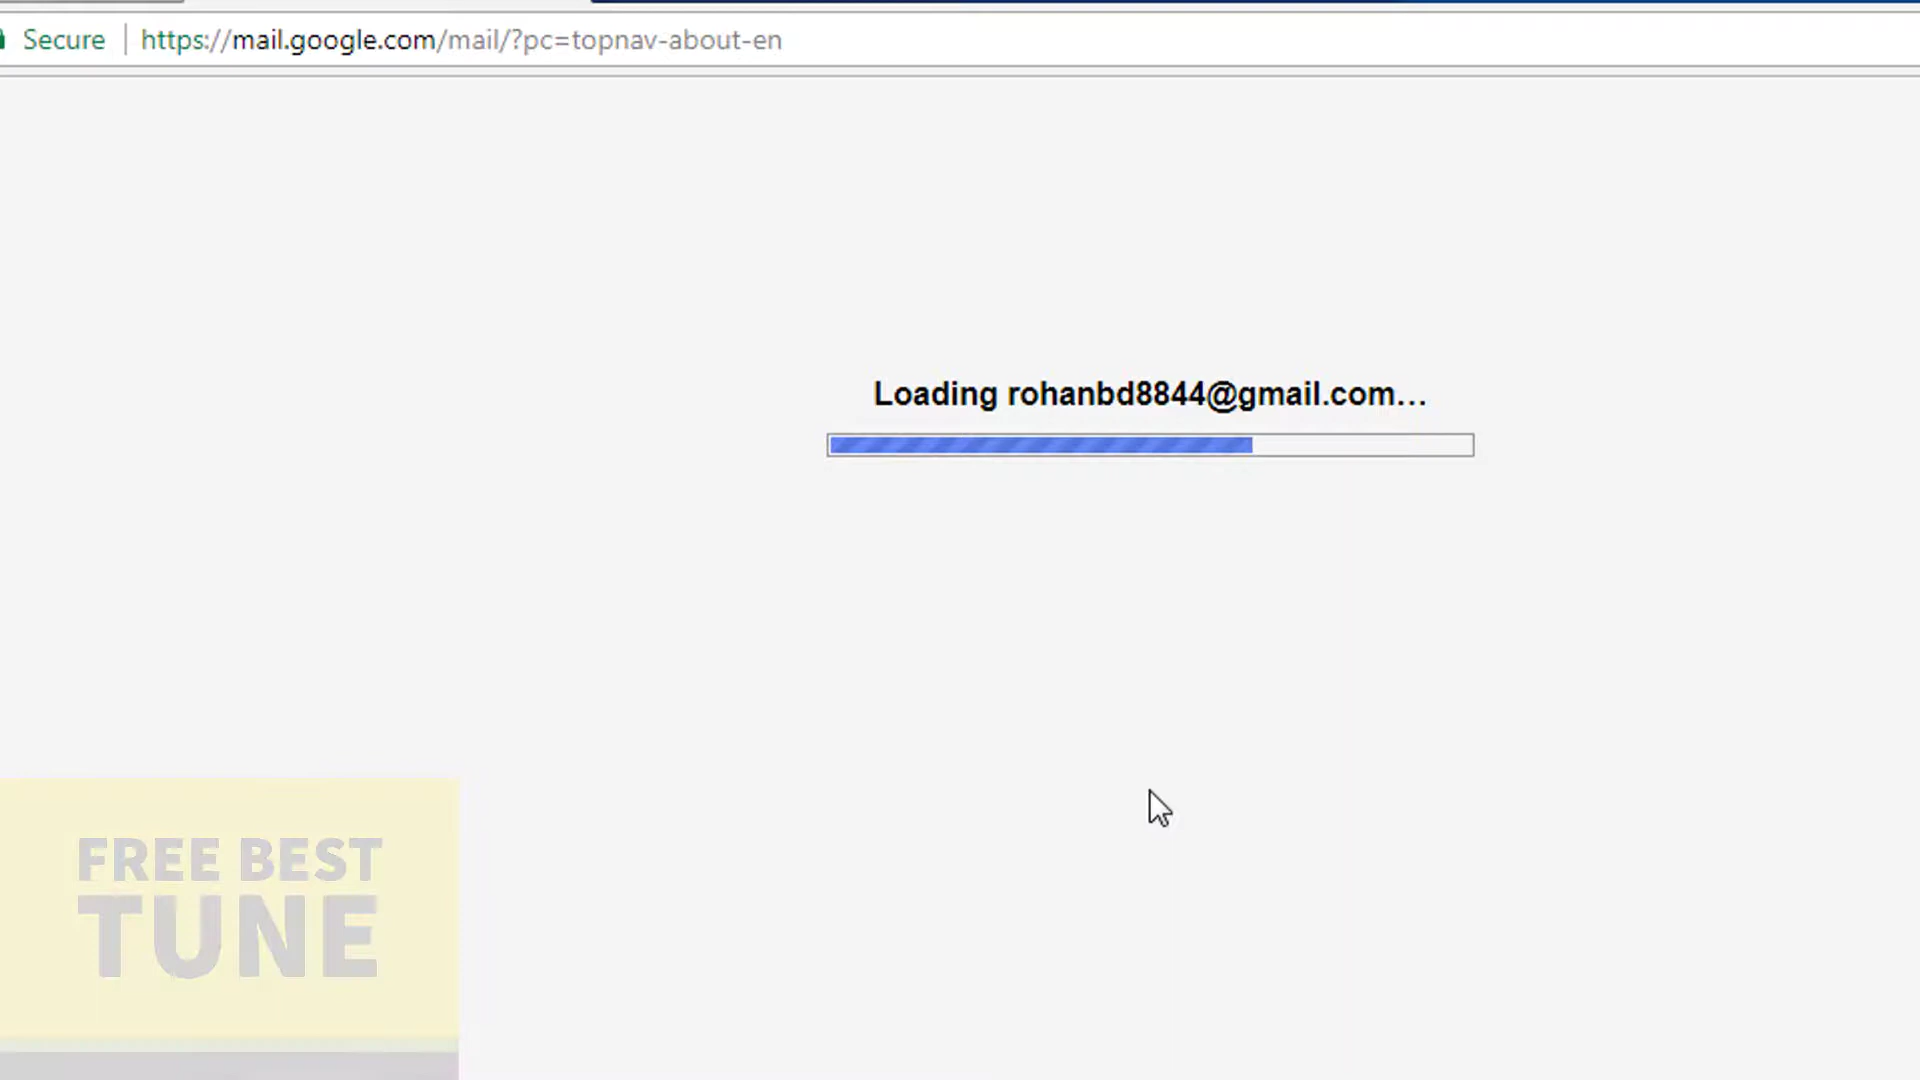 Secure https://mail.google.com/mail/?pc=topnav-about-en
Loading rohanbd8844@gmail.com...
FREE BEST
TUNE